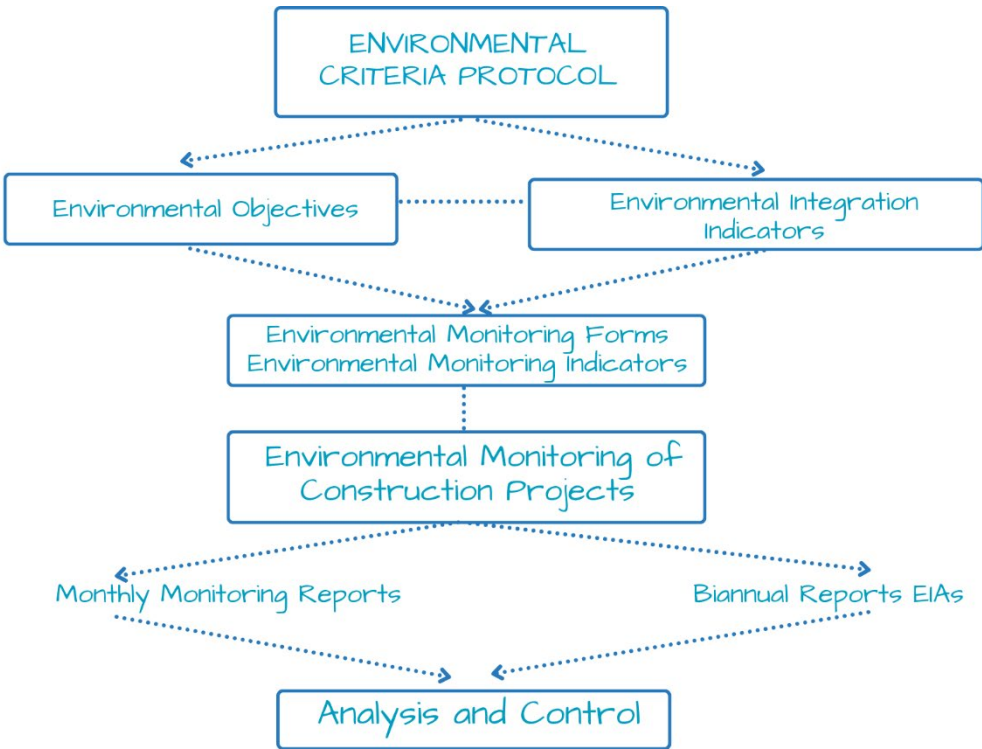 ENVIRONMENTAL
CRITERIA PROTOCOL
Environmental Objectives
Environmental Integration
Indicators
Environmental Monitoring Forms
Environmental Monitoring Indicators
Environmental Monitoring of
Construction Projects
Monthly Monitoring Reports
Biannual Reports EIAs
Analysis and Control